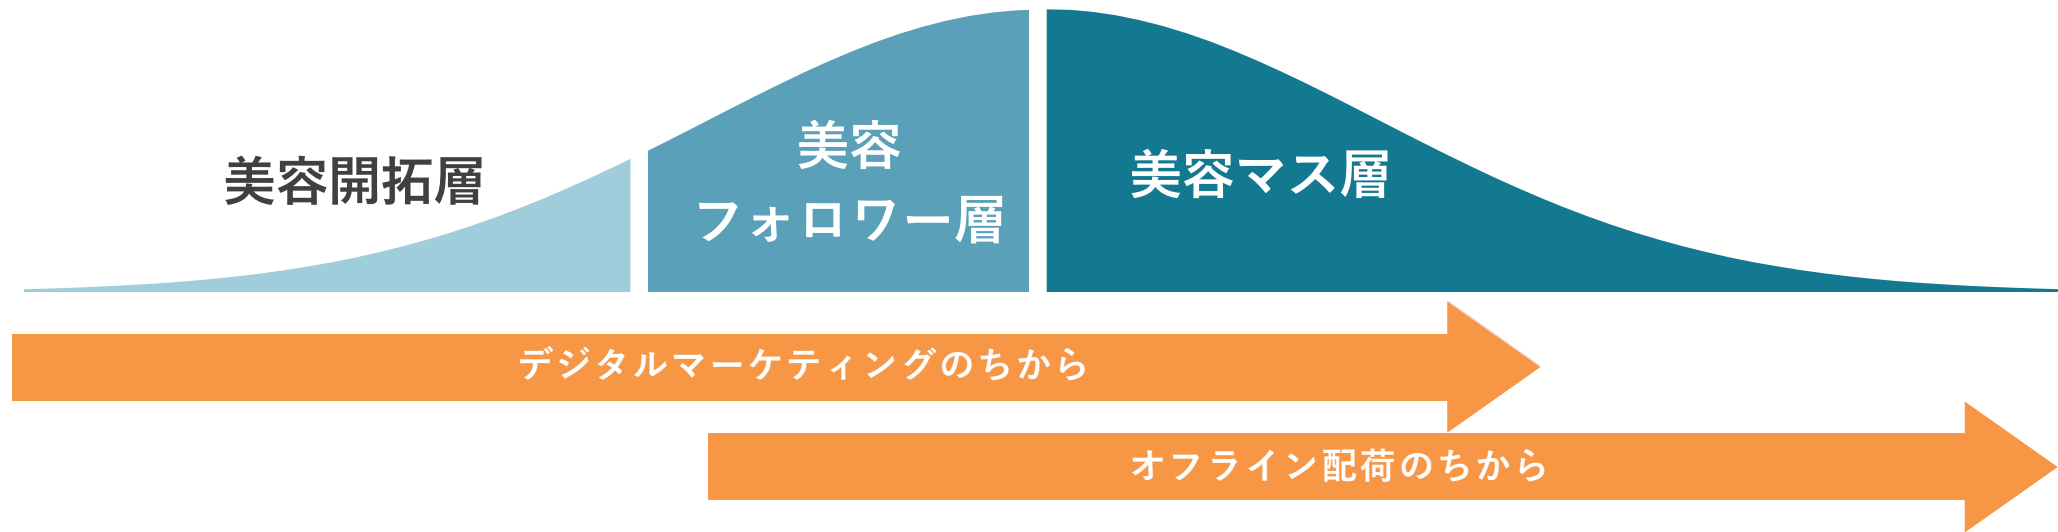 美容開拓層
美容
フォロワー層
美容マス層
デジタルマーケティングのちから
オフライン配荷のちから